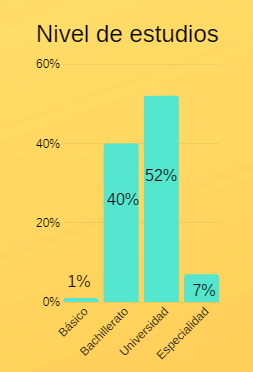 Nivel de estudios
60%
40%
20%
0%
1%
40%
52%
7%
Básico
Bachillerato
Universidad
Especialidad